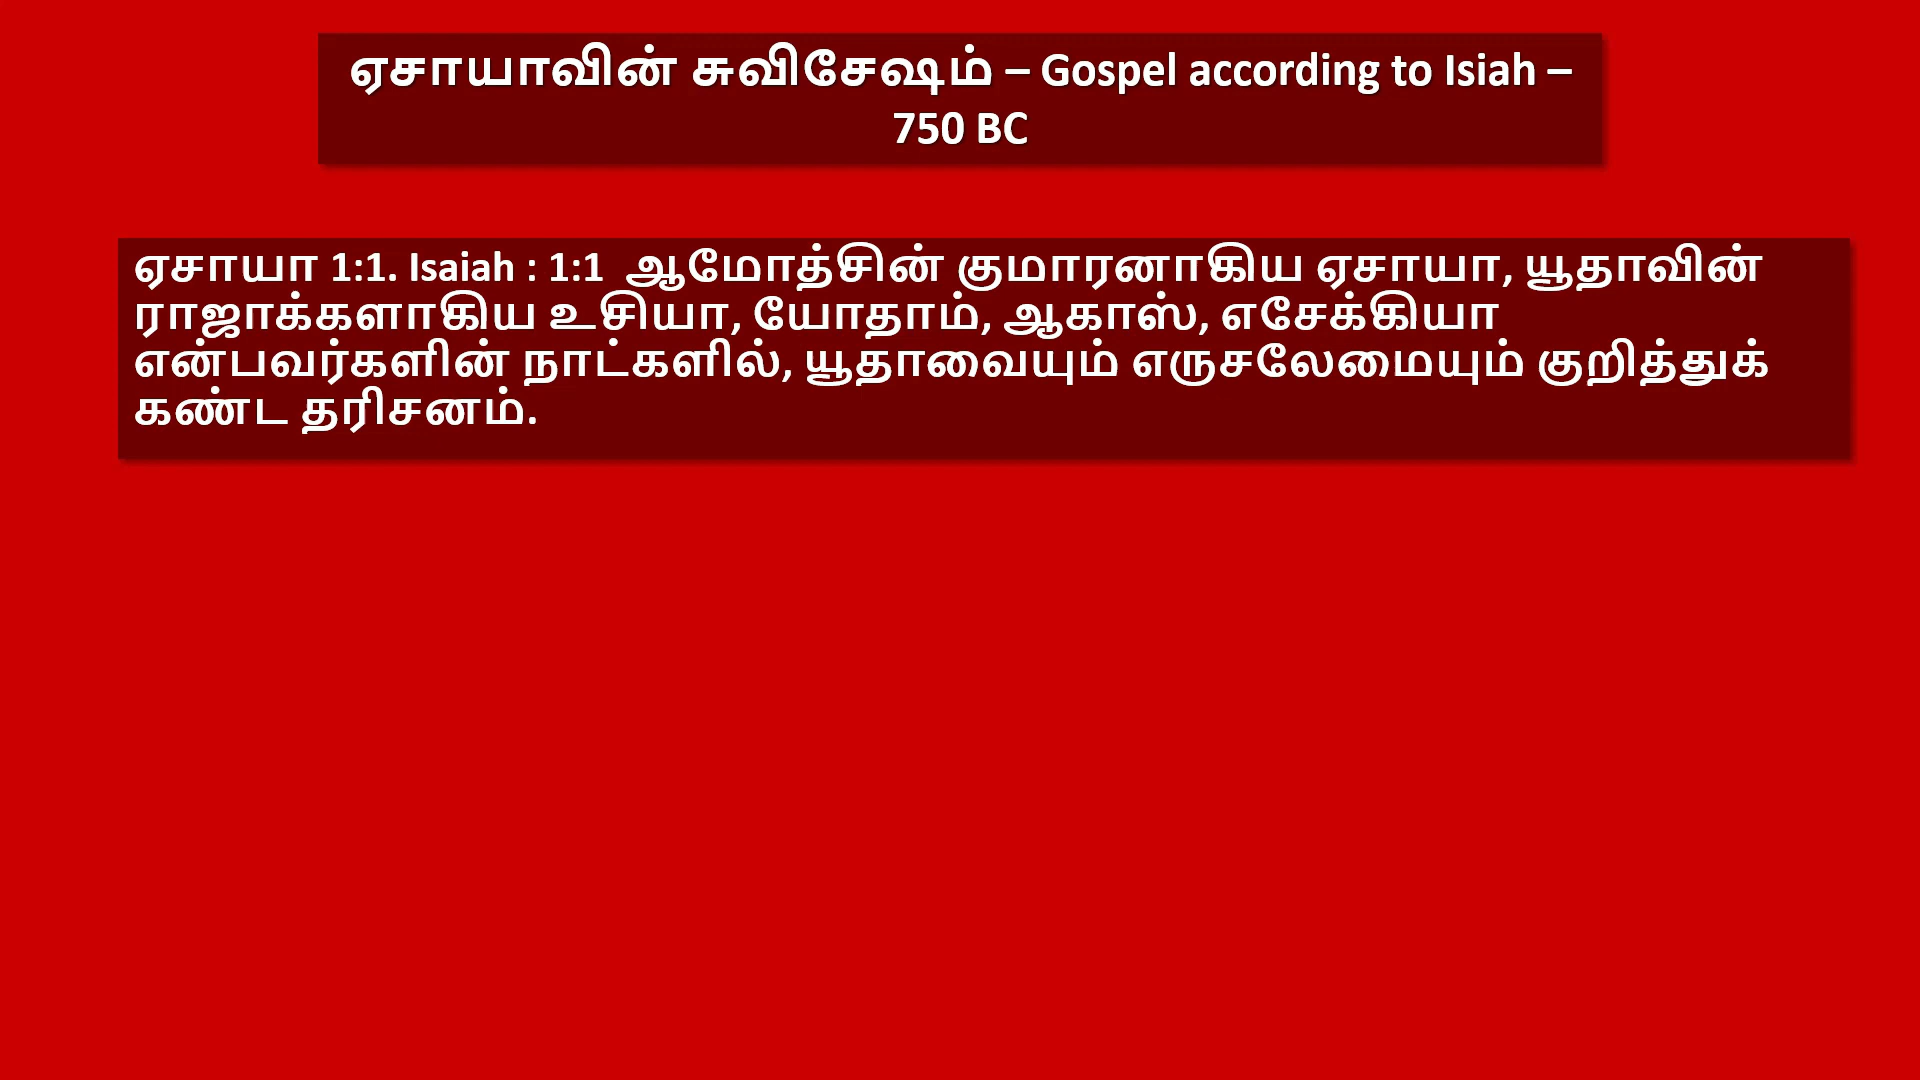 ஏசாயாவின் சுவிசேஷம் – Gospel according to Isiah –
750 BC
ஏசாயா 1:1. Isaiah : 1:1 ஆமோத்சின் குமாரனாகிய ஏசாயா, யூதாவின்
ராஜாக்களாகிய உசியா, யோதாம், ஆகாஸ், எசேக்கியா
என்பவர்களின் நாட்களில், யூதாவையும் எருசலேமையும் குறித்துக்
கண்ட தரிசனம்.